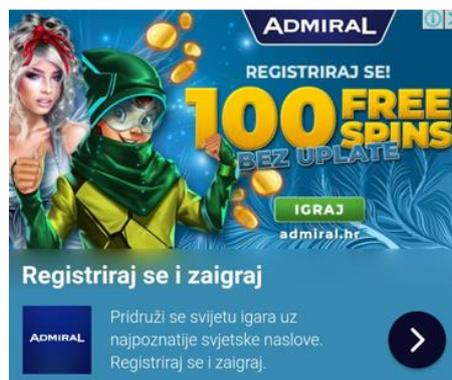 ADMIRAL
REGISTRIRAJ SE!
100 FREE SPINS
BEZ UPLATE
IGRAJ
admiral.hr
Registriraj se i zaigraj
ADMIRAL
Pridruži se svijetu igara uz
najpoznatije svjetske naslove.
Registriraj se i zaigraj.